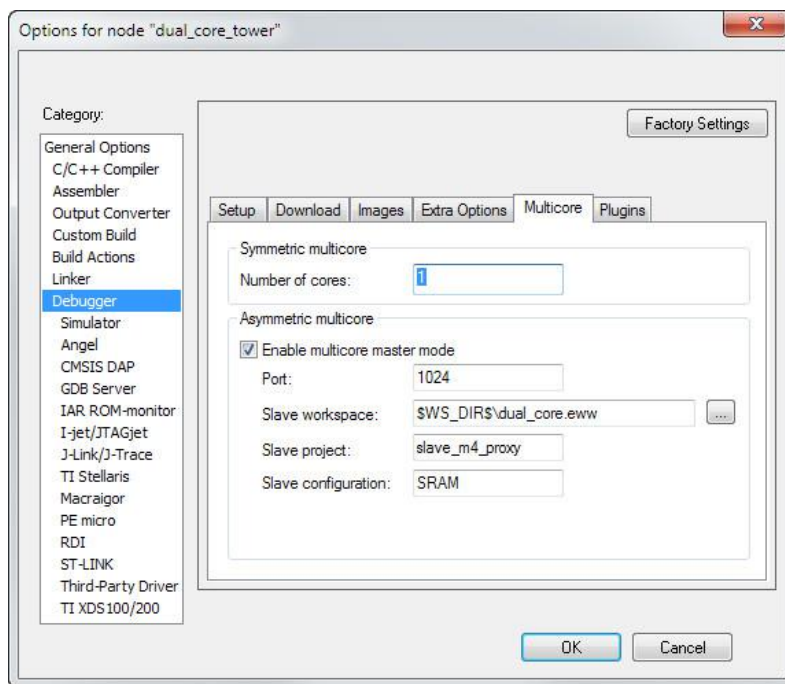 Options for node "dual_core_tower"
Category:
General Options
C/C++ Compiler
Assembler
Output Converter
Custom Build
Build Actions
Linker
Debugger
Simulator
Angel
CMSIS DAP
GDB Server
IAR ROM-monitor
I-jet/JTAGjet
J-Link/J-Trace
TI Stellaris
Macraigor
PE micro
RDI
ST-LINK
Third-Party Driver
TI XDS100/200
Factory Settings
Setup Download Images Extra Options Multicore Plugins
Symmetric multicore
Number of cores: 1
Asymmetric multicore
Enable multicore master mode
Port: 1024
Slave workspace: $WS_DIR$\dual_core.eww ...
Slave project: slave_m4_proxy
Slave configuration: SRAM
OK Cancel